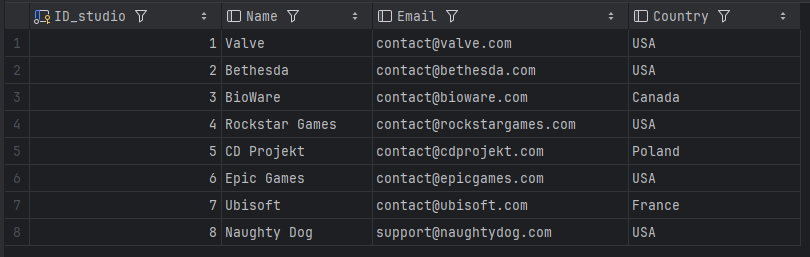 ID_studio Name Email Country
1 1 Valve contact@valve.com USA
2 2 Bethesda contact@bethesda.com USA
3 3 BioWare contact@bioware.com Canada
4 4 Rockstar Games contact@rockstargames.com USA
5 5 CD Projekt contact@cdprojekt.com Poland
6 6 Epic Games contact@epicgames.com USA
7 7 Ubisoft contact@ubisoft.com France
8 8 Naughty Dog support@naughtydog.com USA